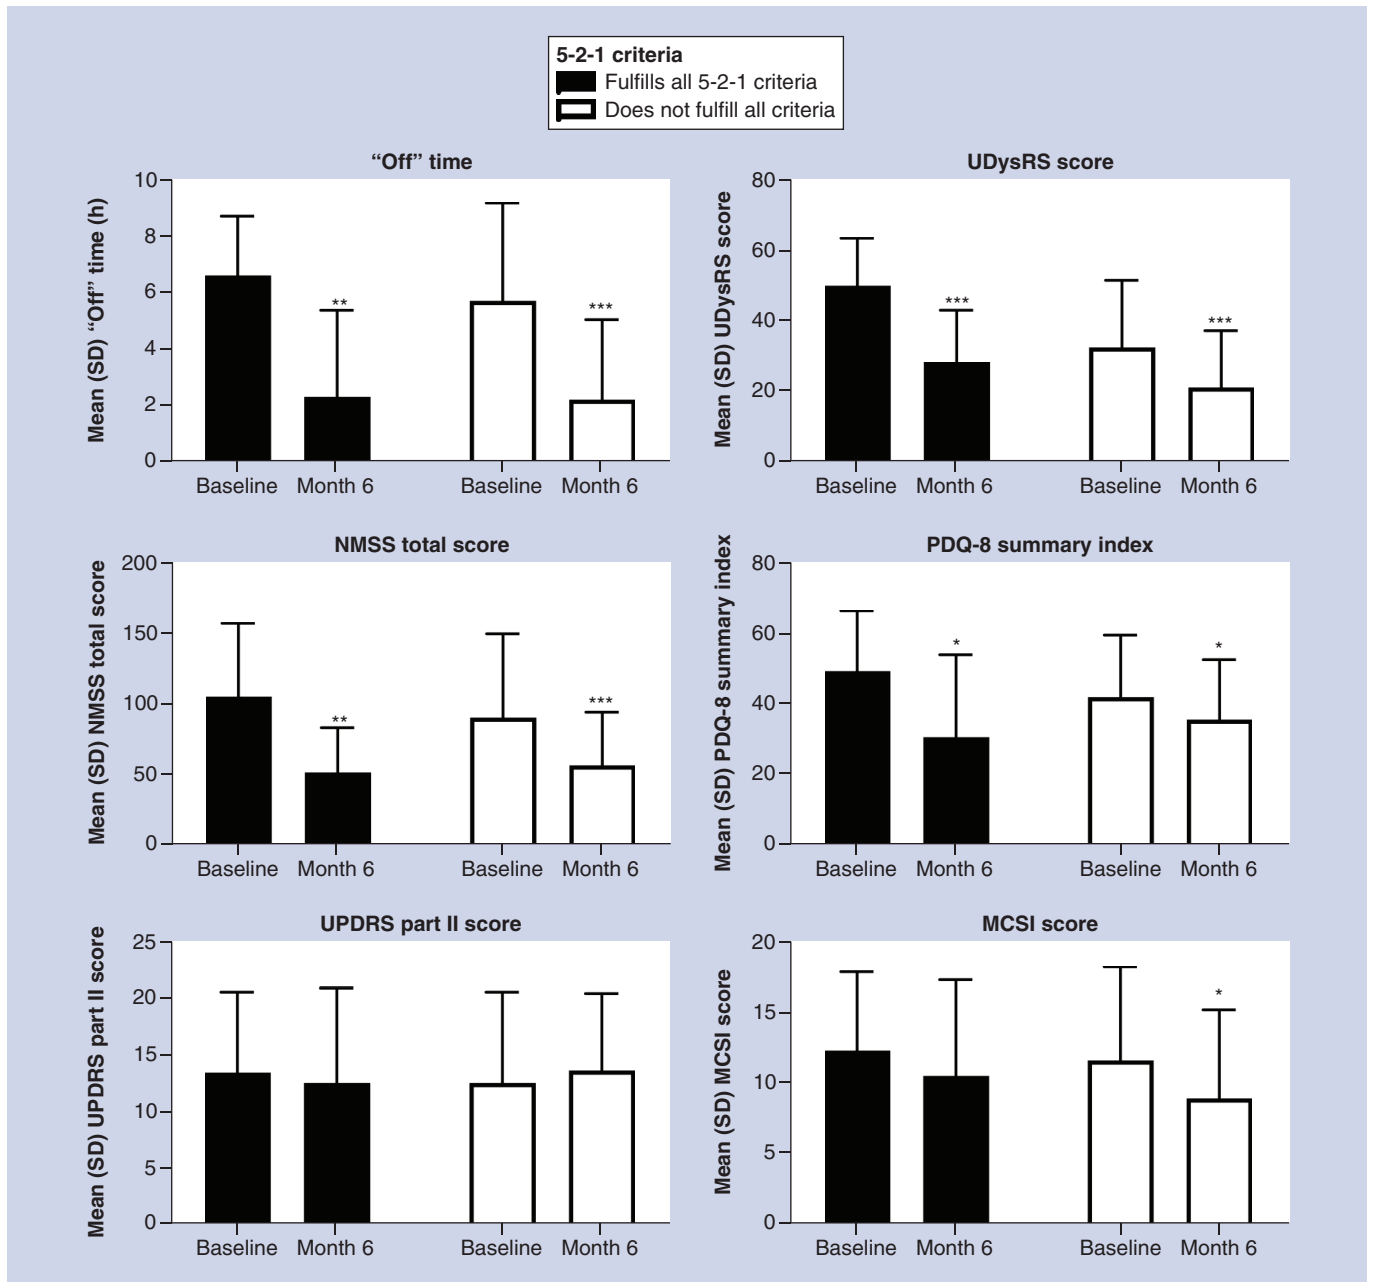 5-2-1 criteria
Fulfills all 5-2-1 criteria
Does not fulfill all criteria
“Off” time
Mean (SD) “Off” time (h)
10
8
6
4
2
0
**
***
Baseline Month 6 Baseline Month 6
UDysRS score
Mean (SD) UDysRS score
80
60
40
20
0
***
***
Baseline Month 6 Baseline Month 6
NMSS total score
Mean (SD) NMSS total score
200
150
100
50
0
**
***
Baseline Month 6 Baseline Month 6
PDQ-8 summary index
Mean (SD) PDQ-8 summary index
80
60
40
20
0
*
*
Baseline Month 6 Baseline Month 6
UPDRS part II score
Mean (SD) UPDRS part II score
25
20
15
10
5
0
Baseline Month 6 Baseline Month 6
MCSI score
Mean (SD) MCSI score
20
15
10
5
0
*
Baseline Month 6 Baseline Month 6